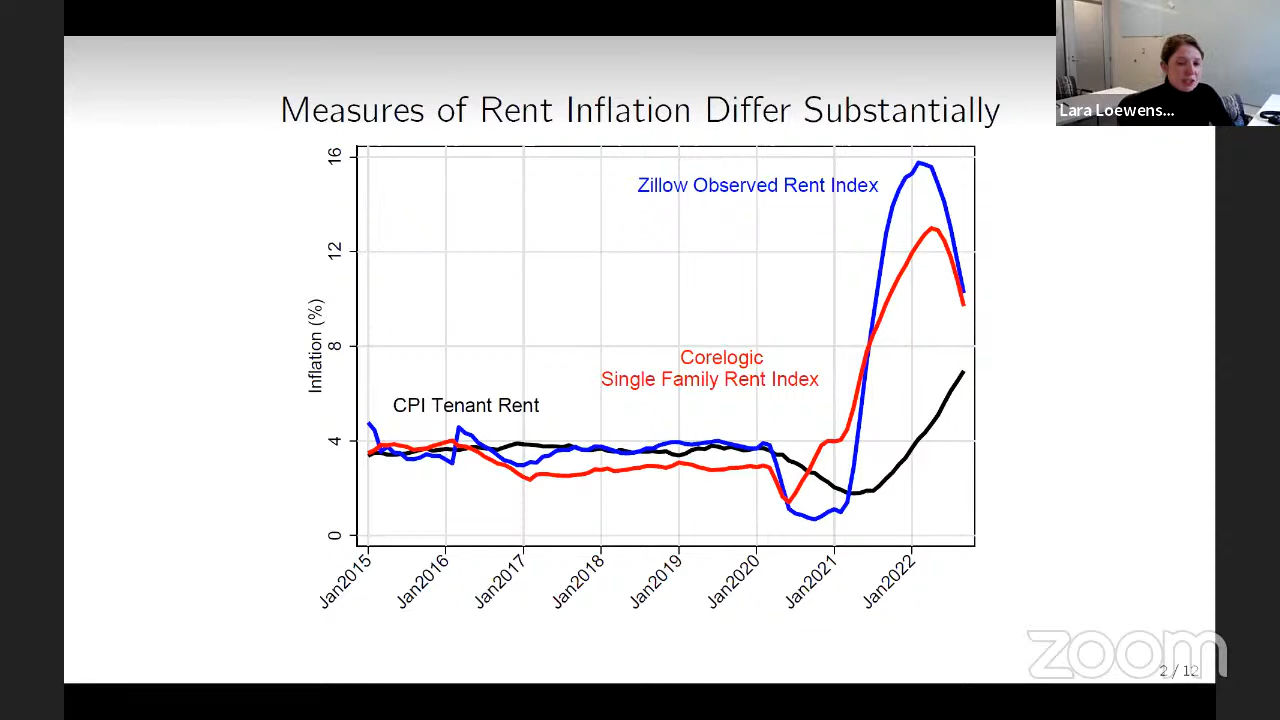 Measures of Rent Inflation Differ Substantially
Lara Loewens...
16
12
8
4
0
Inflation (%)
Zillow Observed Rent Index
Corelogic
Single Family Rent Index
CPI Tenant Rent
Jan2015
Jan2016
Jan2017
Jan2018
Jan2019
Jan2020
Jan2021
Jan2022
zoom
2 / 12